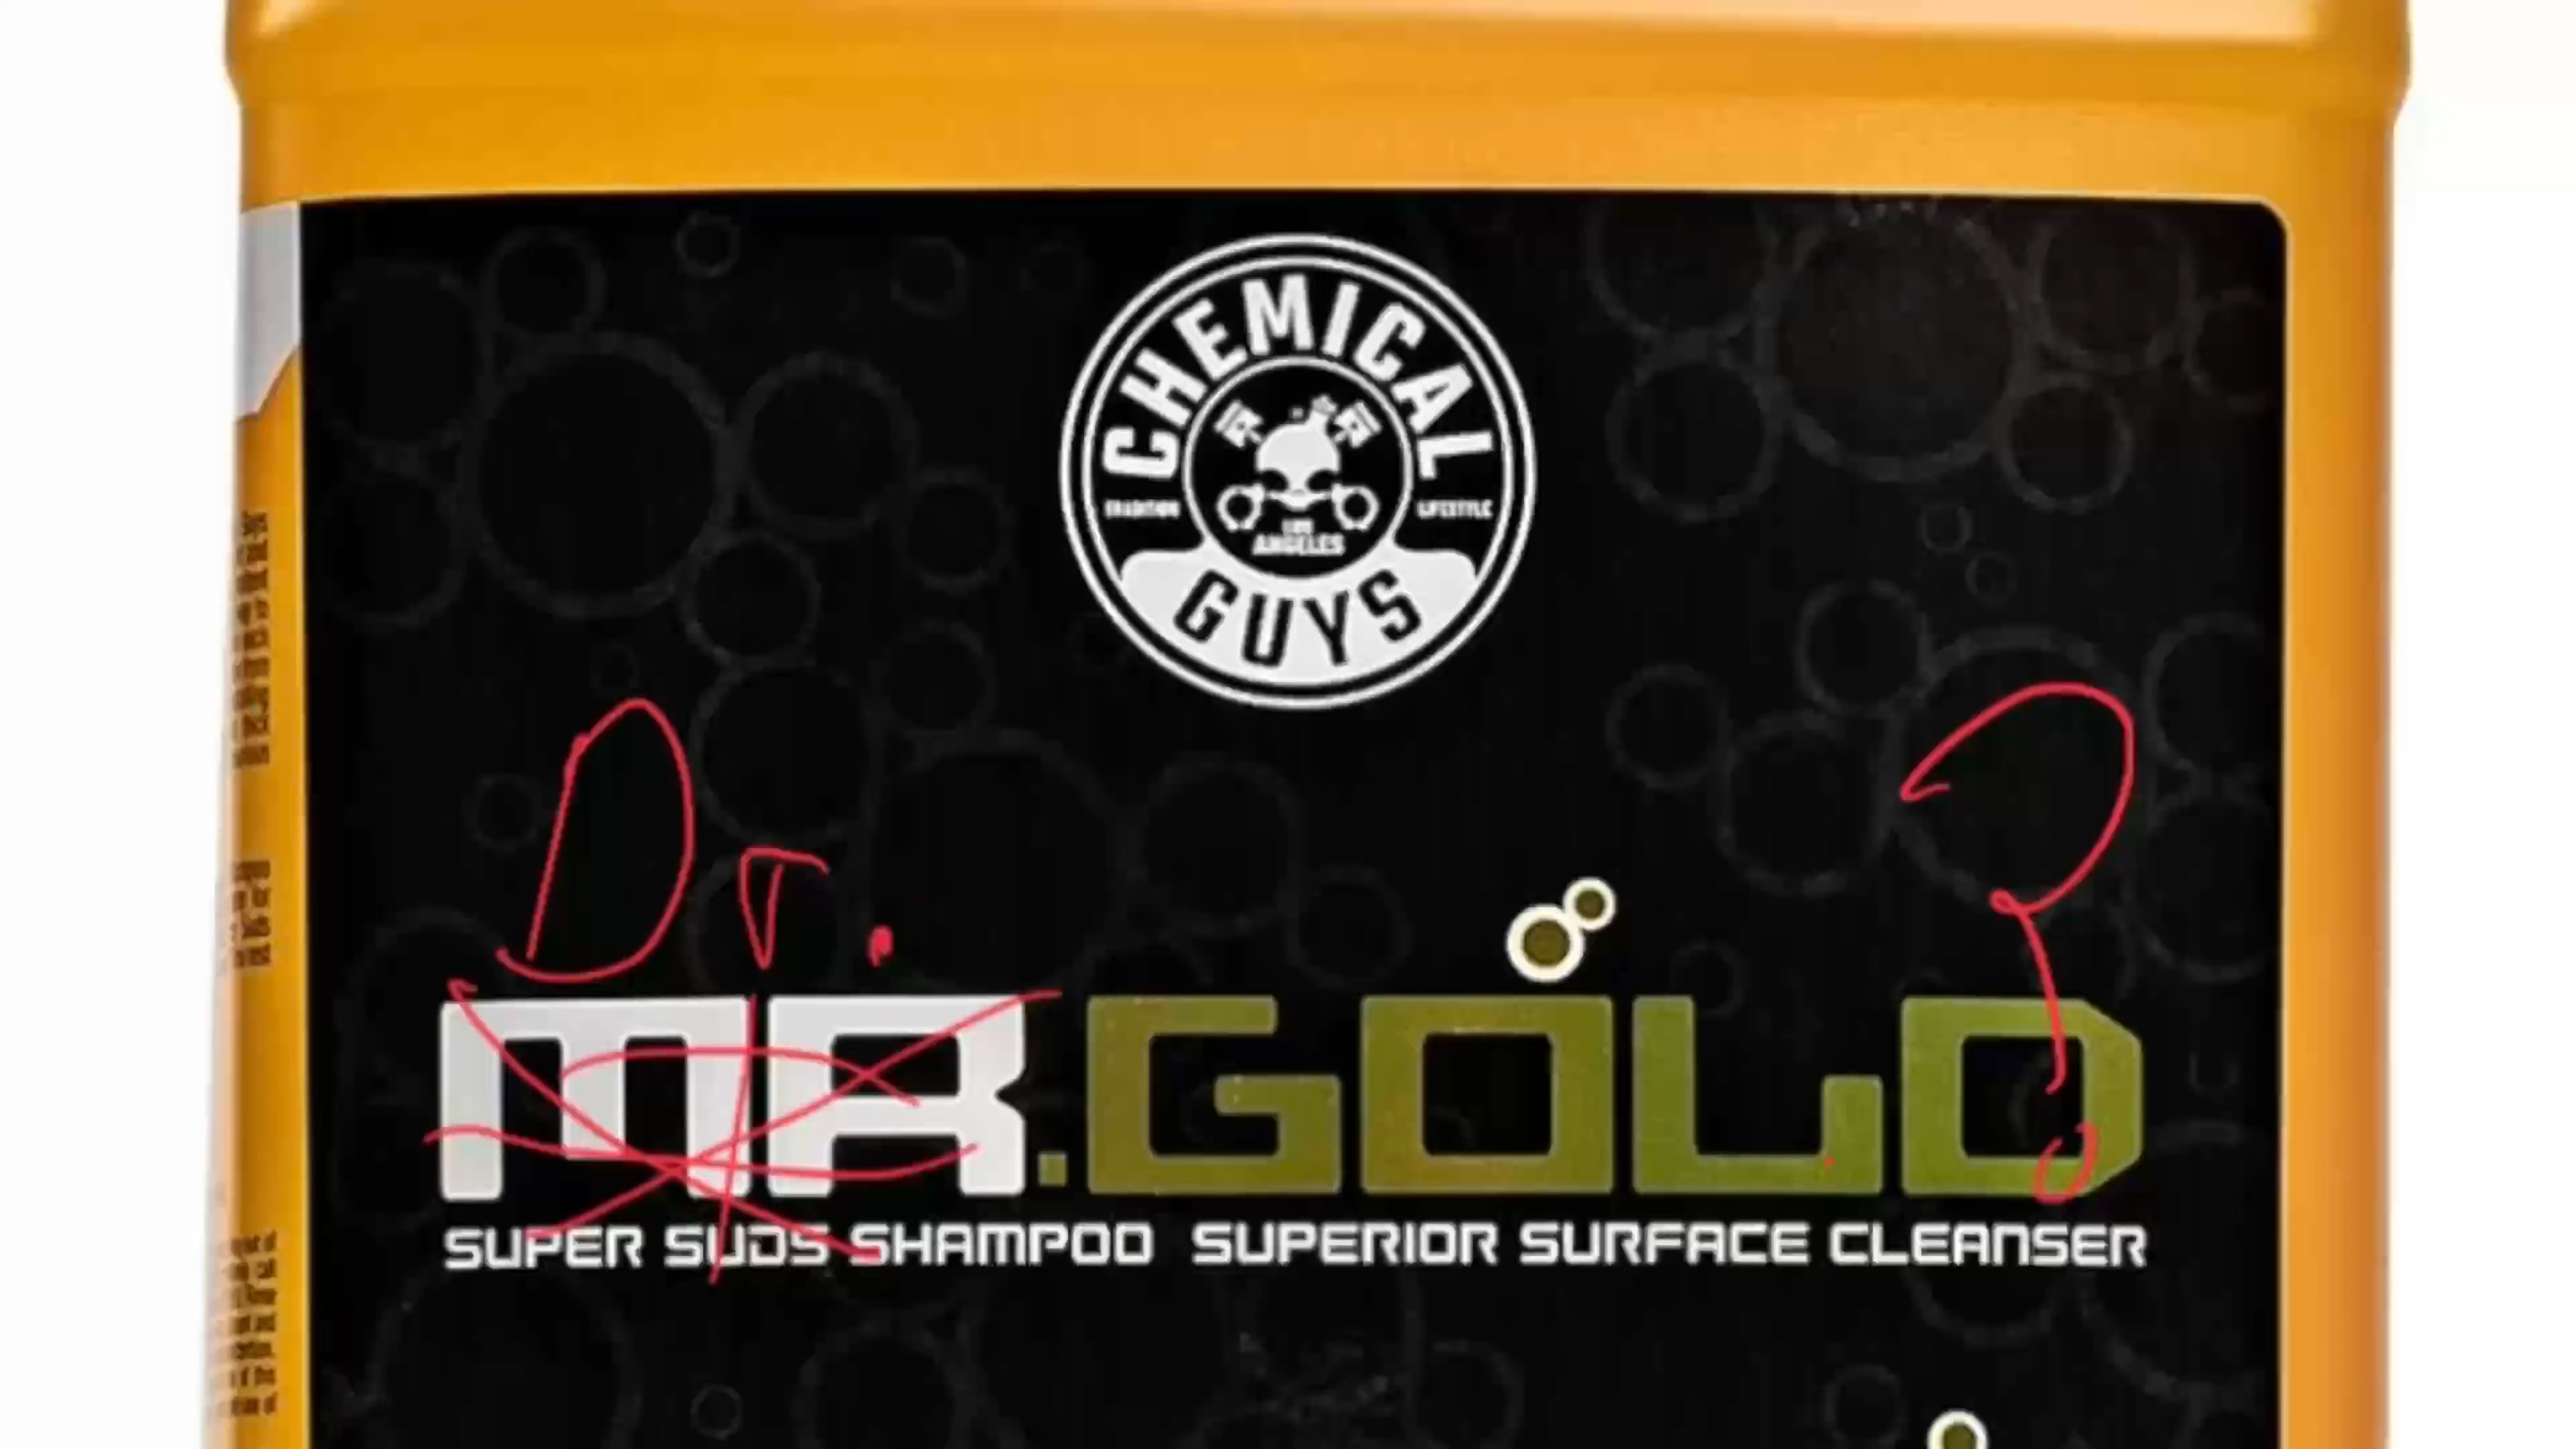 CHEMICAL
TRADITION LIFESTYLE
LOS
ANGELES
GUYS
Dr. ?
MR.GOLD
SUPER SUDS SHAMPOO SUPERIOR SURFACE CLEANSER